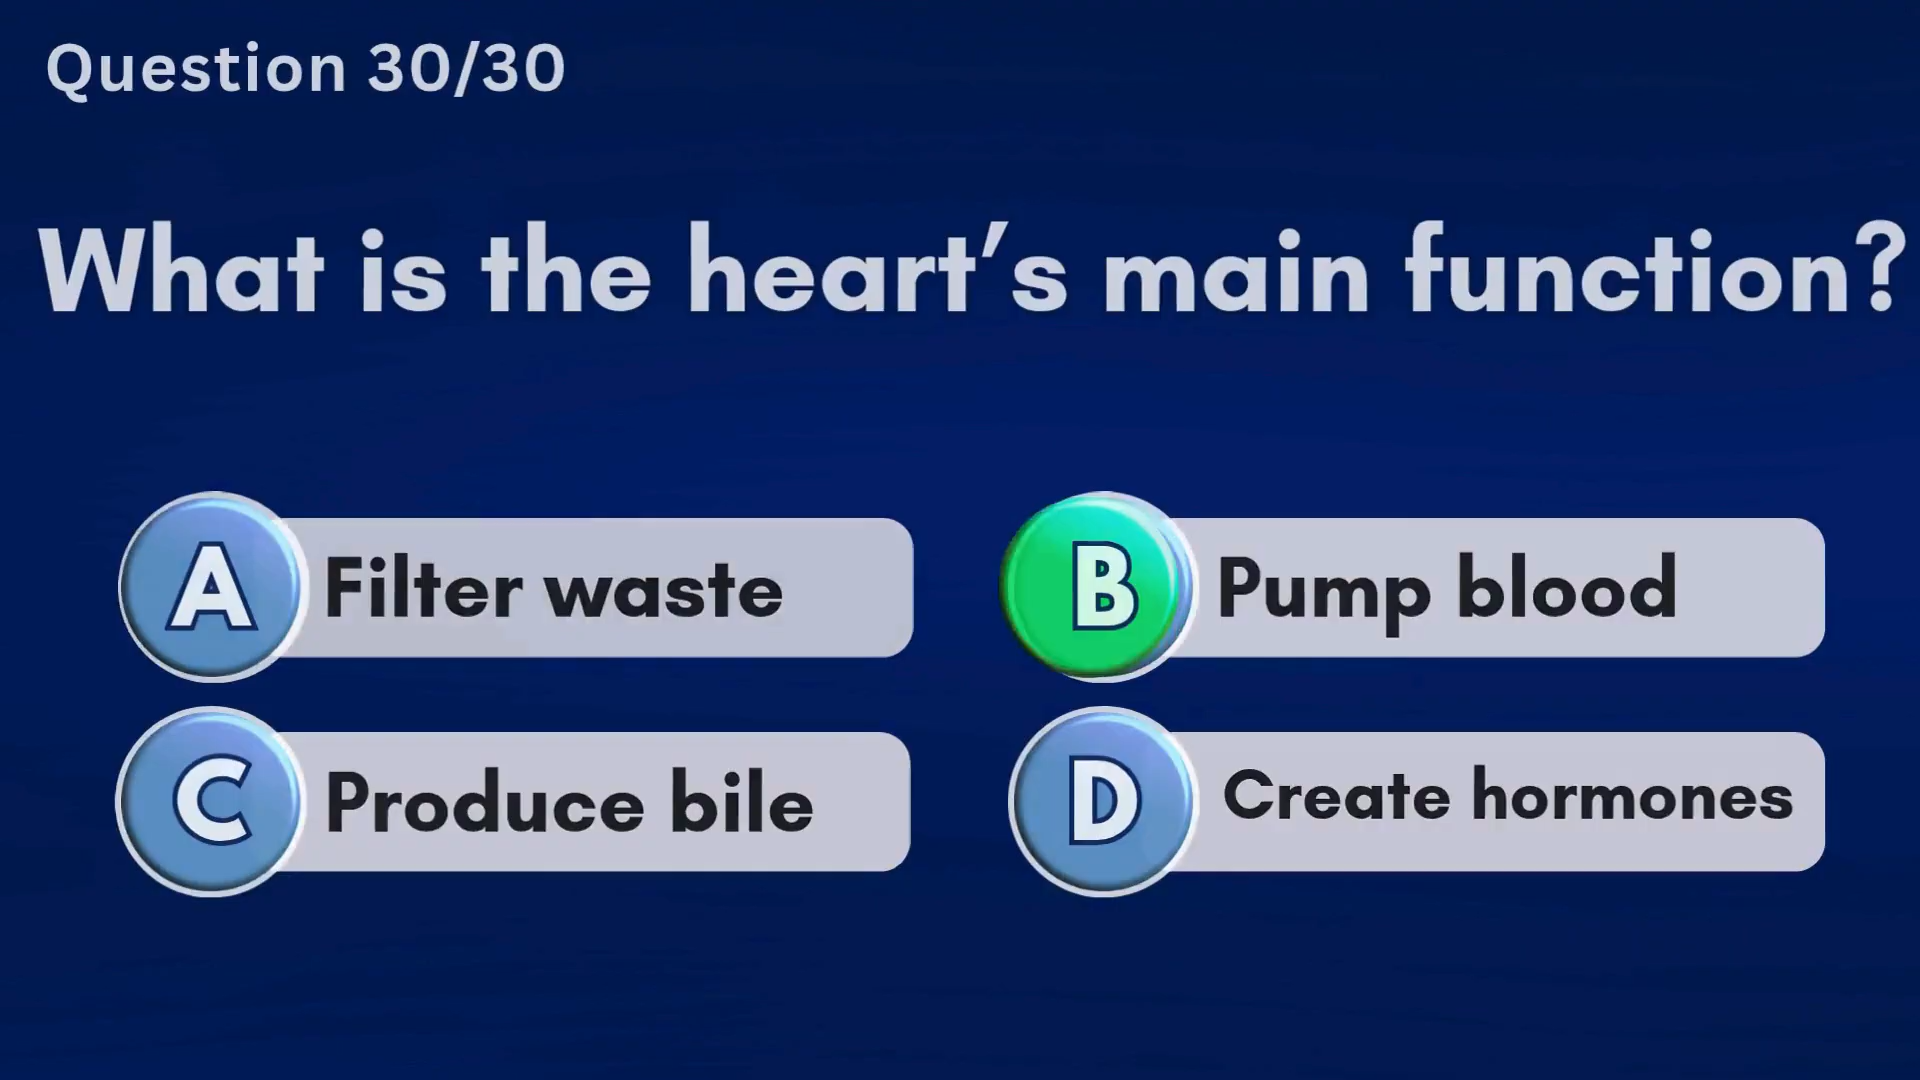 Question 30/30
What is the heart’s main function?
A Filter waste
B Pump blood
C Produce bile
D Create hormones